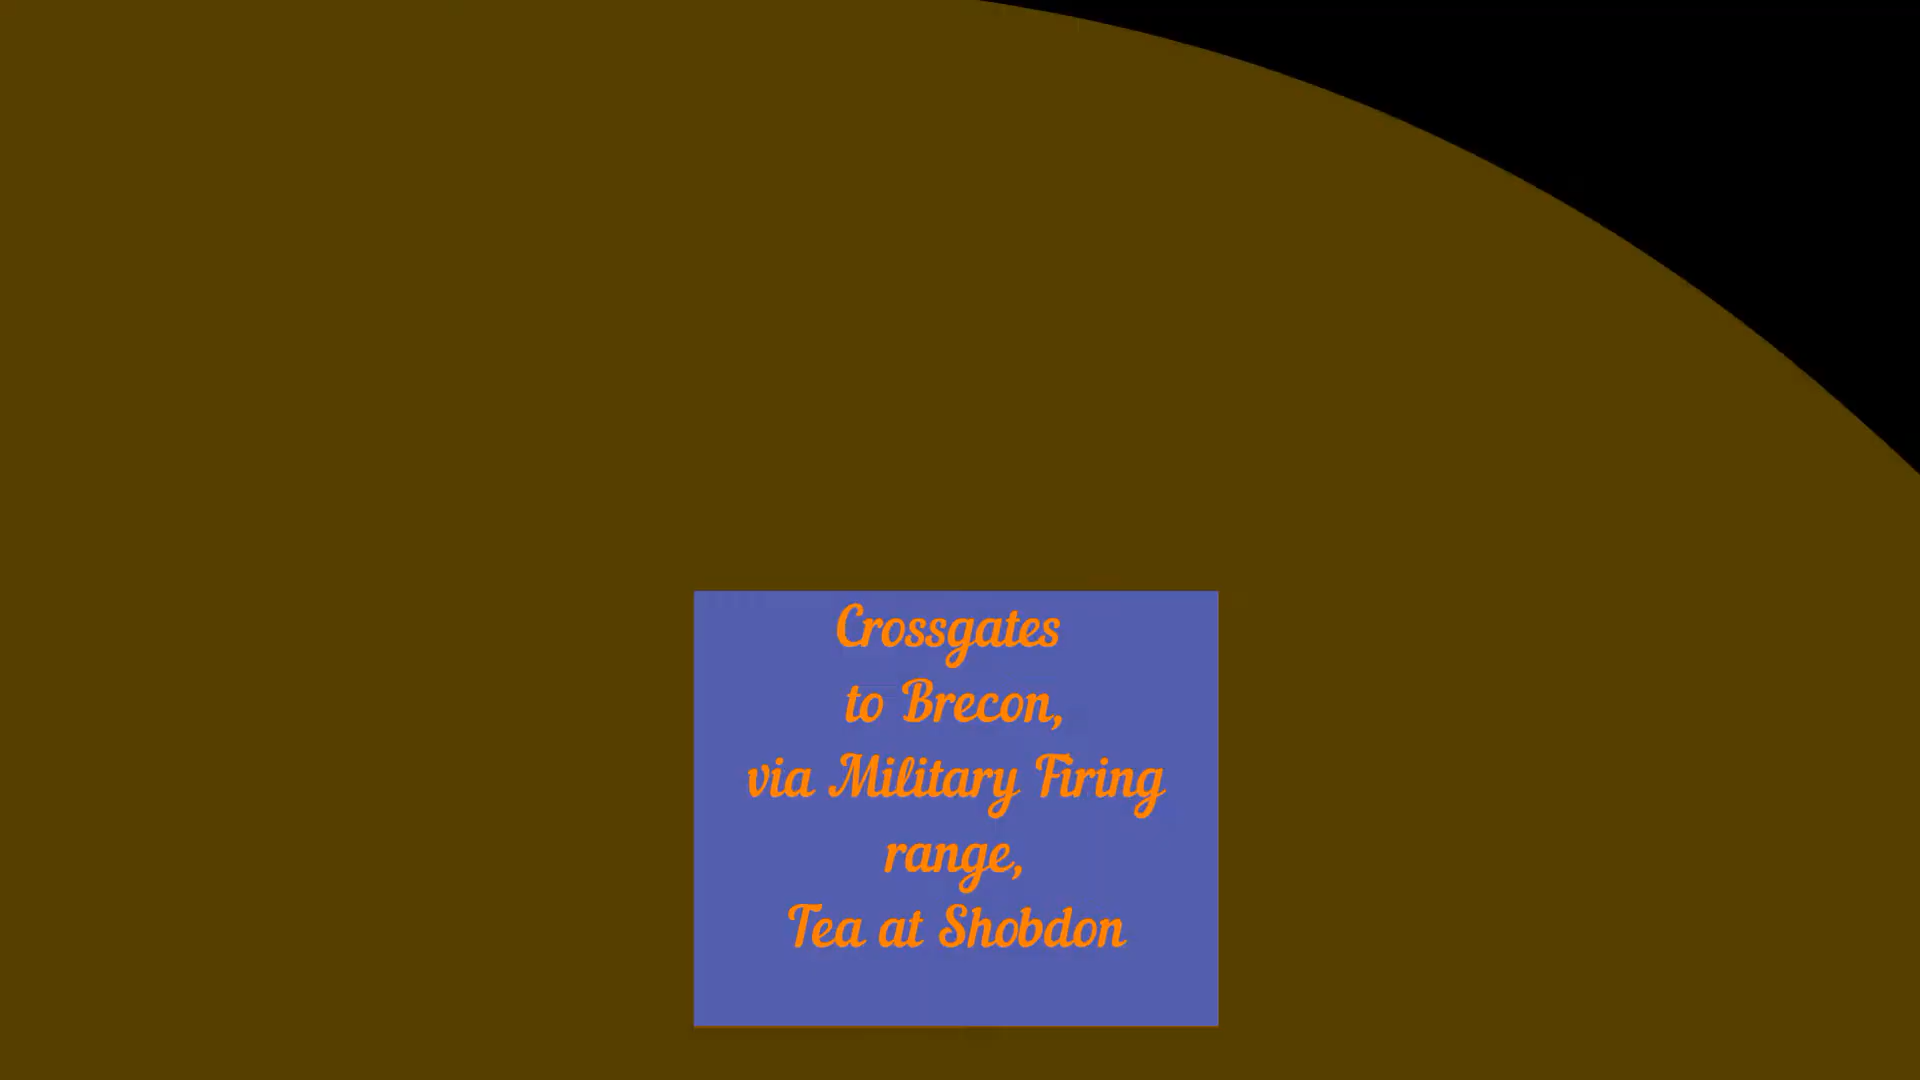 Crossgates
to Brecon,
via Military Firing
range,
Tea at Shobdon